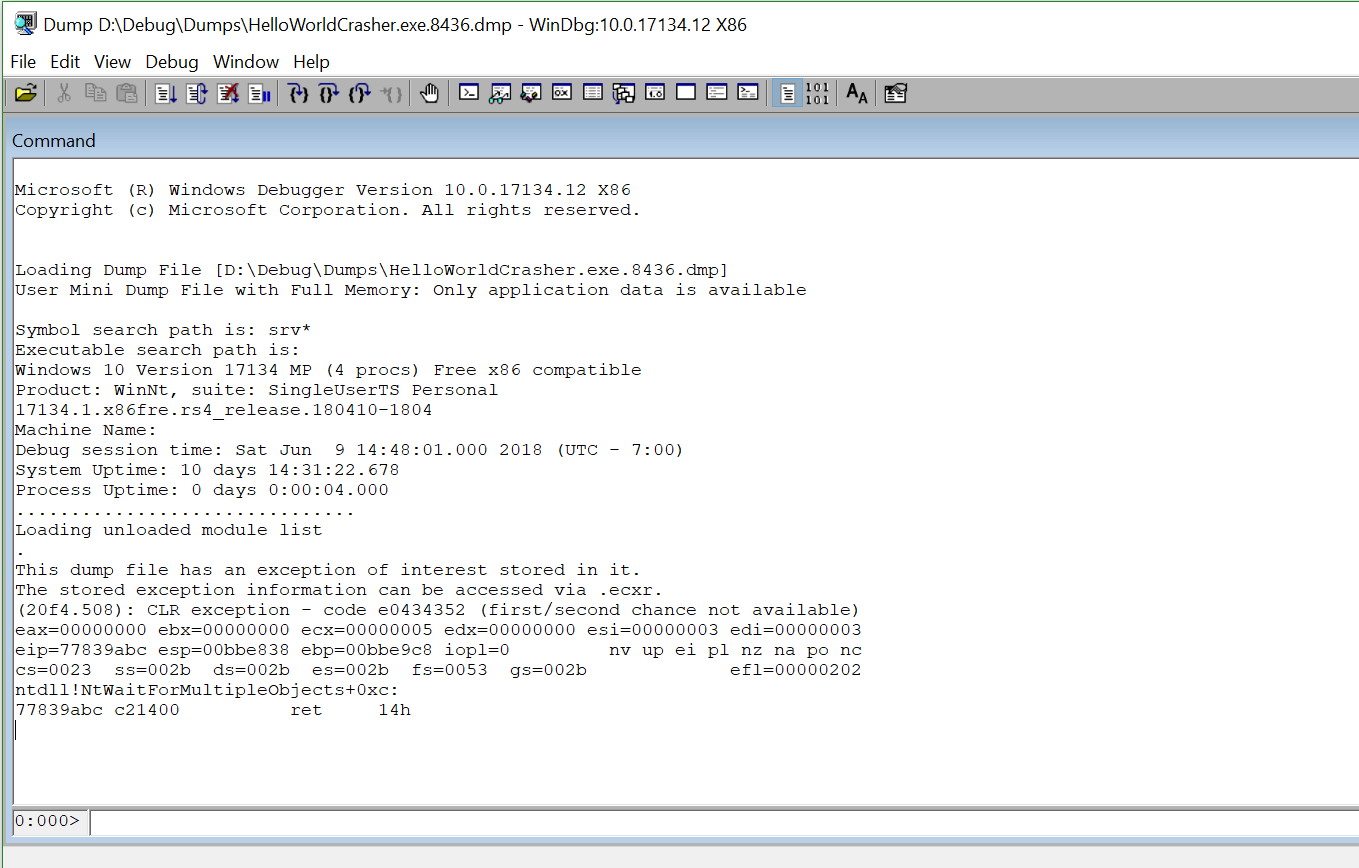 Dump D:\Debug\Dumps\HelloWorldCrasher.exe.8436.dmp - WinDbg:10.0.17134.12 X86
File Edit View Debug Window Help
101
101
AA
Command
Microsoft (R) Windows Debugger Version 10.0.17134.12 X86
Copyright (c) Microsoft Corporation. All rights reserved.
Loading Dump File [D:\Debug\Dumps\HelloWorldCrasher.exe.8436.dmp]
User Mini Dump File with Full Memory: Only application data is available
Symbol search path is: srv*
Executable search path is:
Windows 10 Version 17134 MP (4 procs) Free x86 compatible
Product: WinNt, suite: SingleUserTS Personal
17134.1.x86fre.rs4_release.180410-1804
Machine Name:
Debug session time: Sat Jun  9 14:48:01.000 2018 (UTC - 7:00)
System Uptime: 10 days 14:31:22.678
Process Uptime: 0 days 0:00:04.000
...............................
Loading unloaded module list
.
This dump file has an exception of interest stored in it.
The stored exception information can be accessed via .ecxr.
(20f4.508): CLR exception - code e0434352 (first/second chance not available)
eax=00000000 ebx=00000000 ecx=00000005 edx=00000000 esi=00000003 edi=00000003
eip=77839abc esp=00bbe838 ebp=00bbe9c8 iopl=0         nv up ei pl nz na po nc
cs=0023  ss=002b  ds=002b  es=002b  fs=0053  gs=002b             efl=00000202
ntdll!NtWaitForMultipleObjects+0xc:
77839abc c21400          ret     14h
0:000>